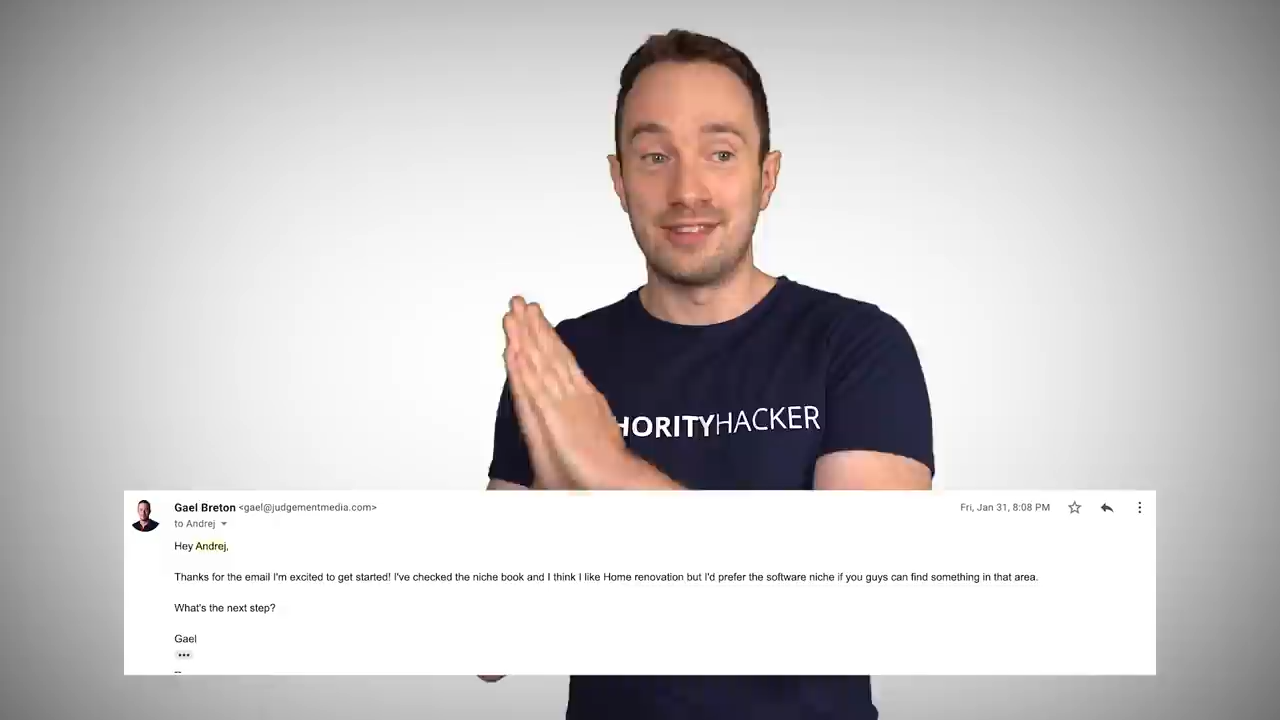 HORITYHACKER
Gael Breton <gael@judgementmedia.com>
Fri, Jan 31, 8:08 PM
to Andrej
Hey Andrej,
Thanks for the email I'm excited to get started! I've checked the niche book and I think I like Home renovation but I'd prefer the software niche if you guys can find something in that area.
What's the next step?
Gael